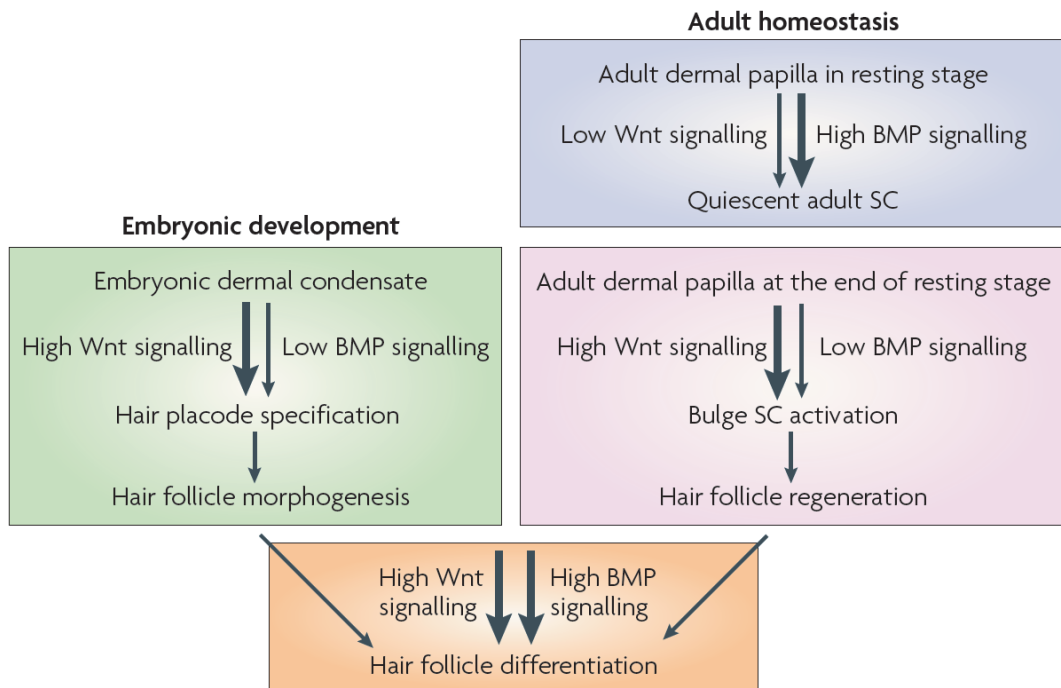 Adult homeostasis
Adult dermal papilla in resting stage
Low Wnt signalling
High BMP signalling
Quiescent adult SC
Embryonic development
Embryonic dermal condensate
High Wnt signalling
Low BMP signalling
Hair placode specification
Hair follicle morphogenesis
Adult dermal papilla at the end of resting stage
High Wnt signalling
Low BMP signalling
Bulge SC activation
Hair follicle regeneration
High Wnt
signalling
High BMP
signalling
Hair follicle differentiation